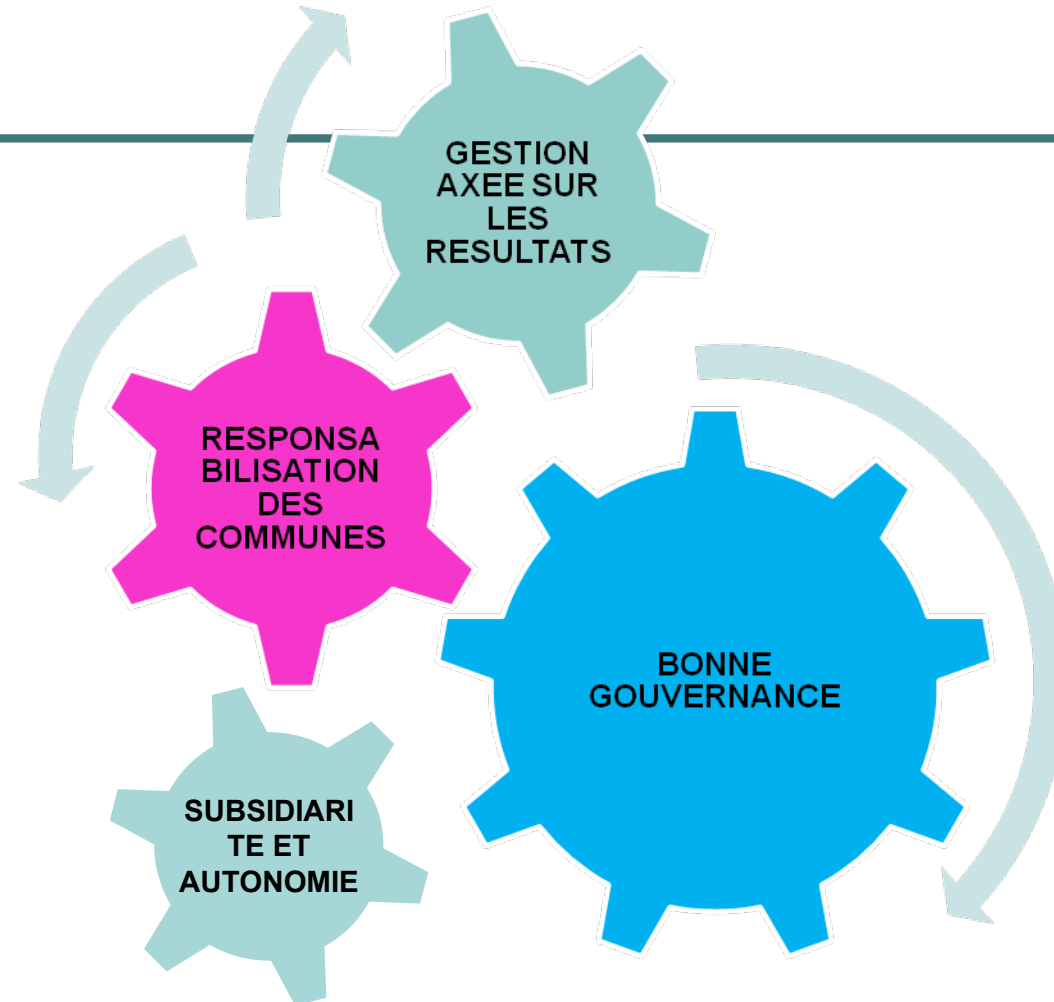 GESTION
AXEE SUR
LES
RESULTATS
RESPONSA
BILISATION
DES
COMMUNES
BONNE
GOUVERNANCE
SUBSIDIARI
TE ET
AUTONOMIE